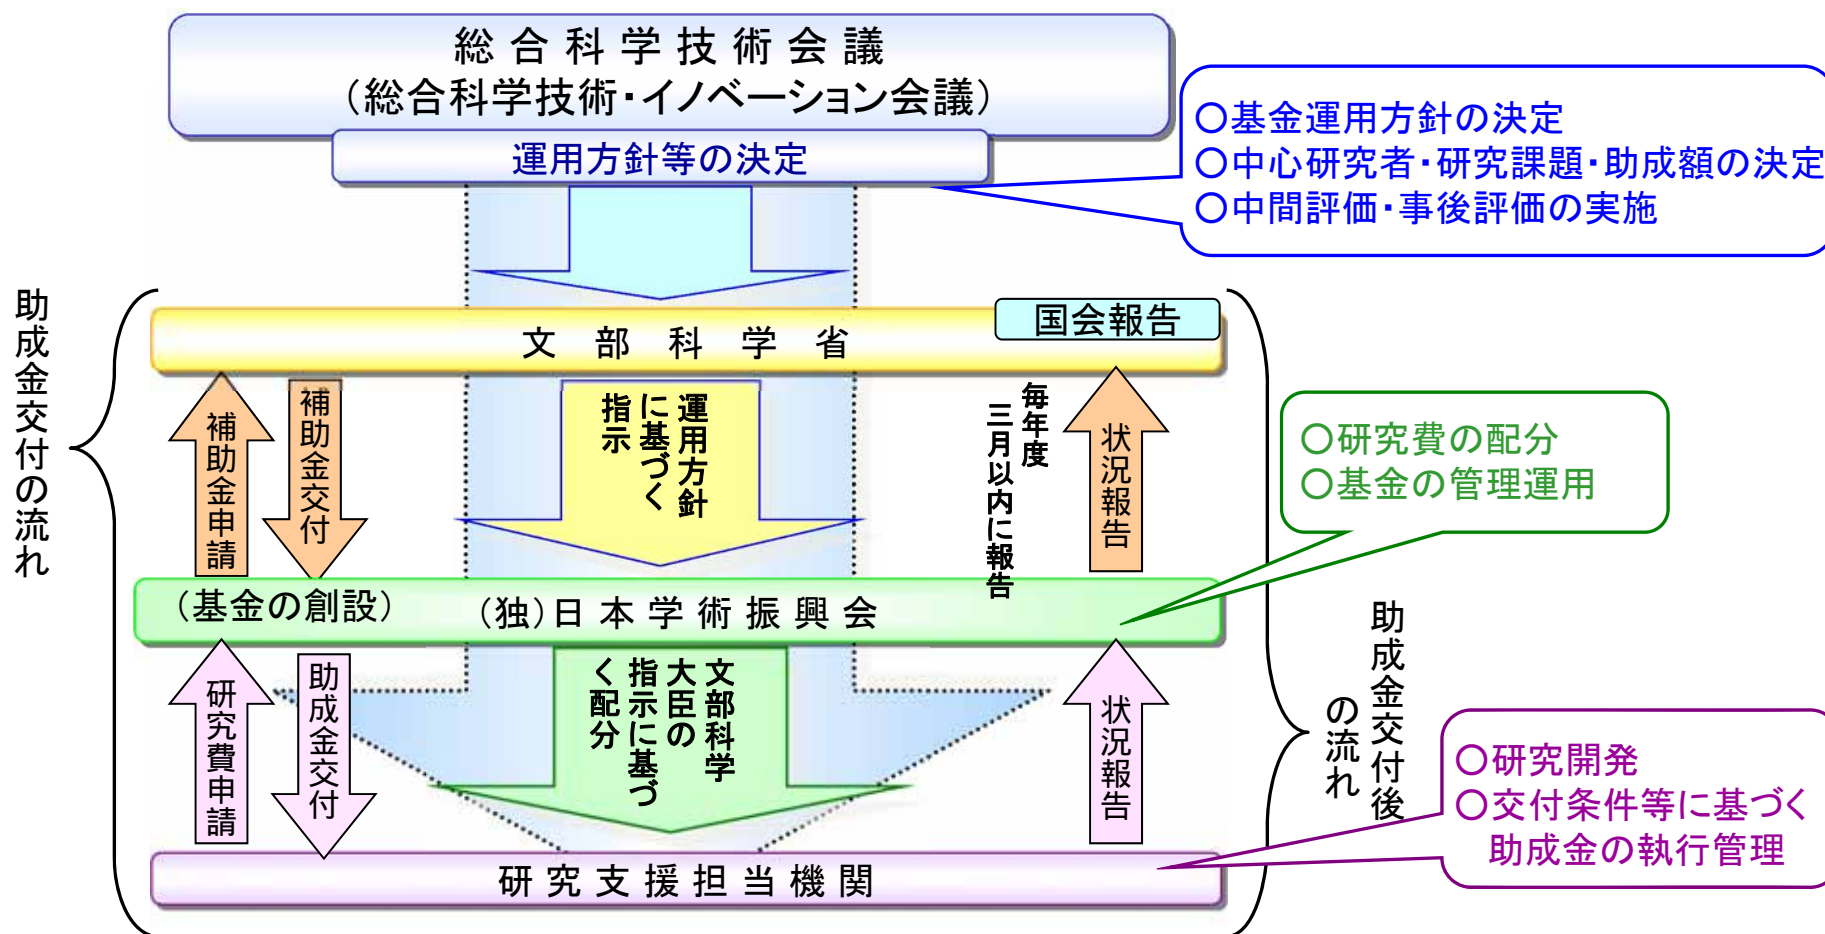 総合科学技術会議
（総合科学技術・イノベーション会議）
運用方針等の決定
○基金運用方針の決定
○中心研究者・研究課題・助成額の決定
○中間評価・事後評価の実施
助成金交付の流れ
文部科学省
国会報告
補助金申請
補助金交付
運用方針
に基づく
指示
毎年度
三月以内に報告
状況報告
○研究費の配分
○基金の管理運用
（基金の創設）
（独）日本学術振興会
研究費申請
助成金交付
文部科学
大臣の
指示に基づ
く配分
状況報告
助成金交付後
の流れ
○研究開発
○交付条件等に基づく
助成金の執行管理
研究支援担当機関